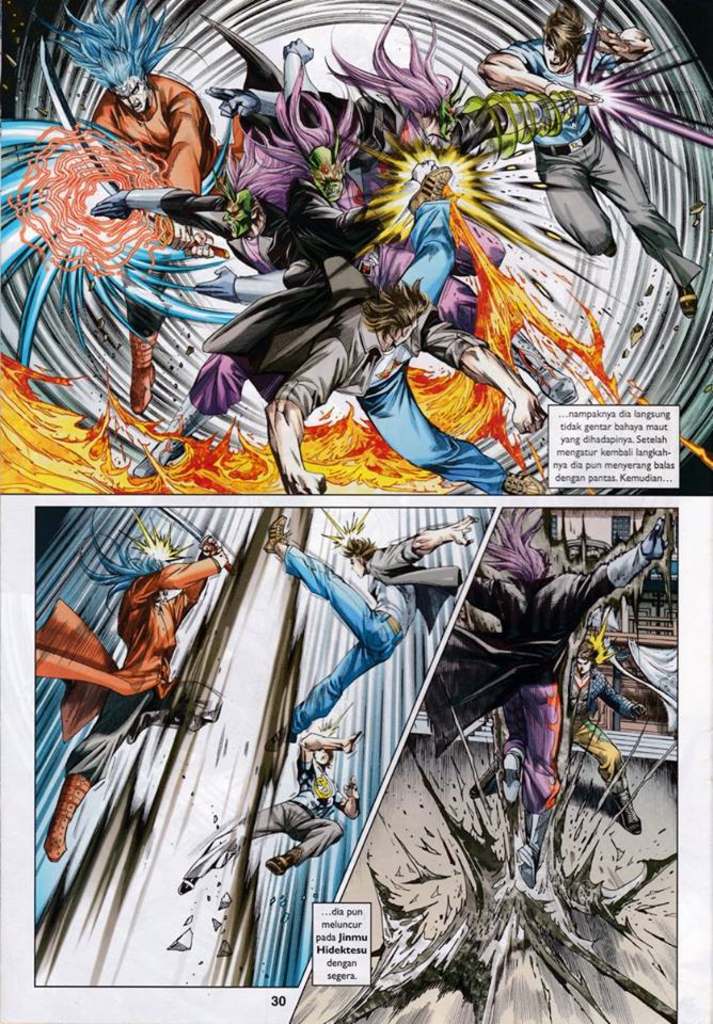 ...nampaknya dia langsung
tidak gentar bahaya maut
yang dihadapinya. Setelah
mengatur kembali langkah-
nya dia pun menyerang balas
dengan pantas. Kemudian...
...dia pun
meluncur
pada Jinmu
Hidektesu
dengan
segera.
30